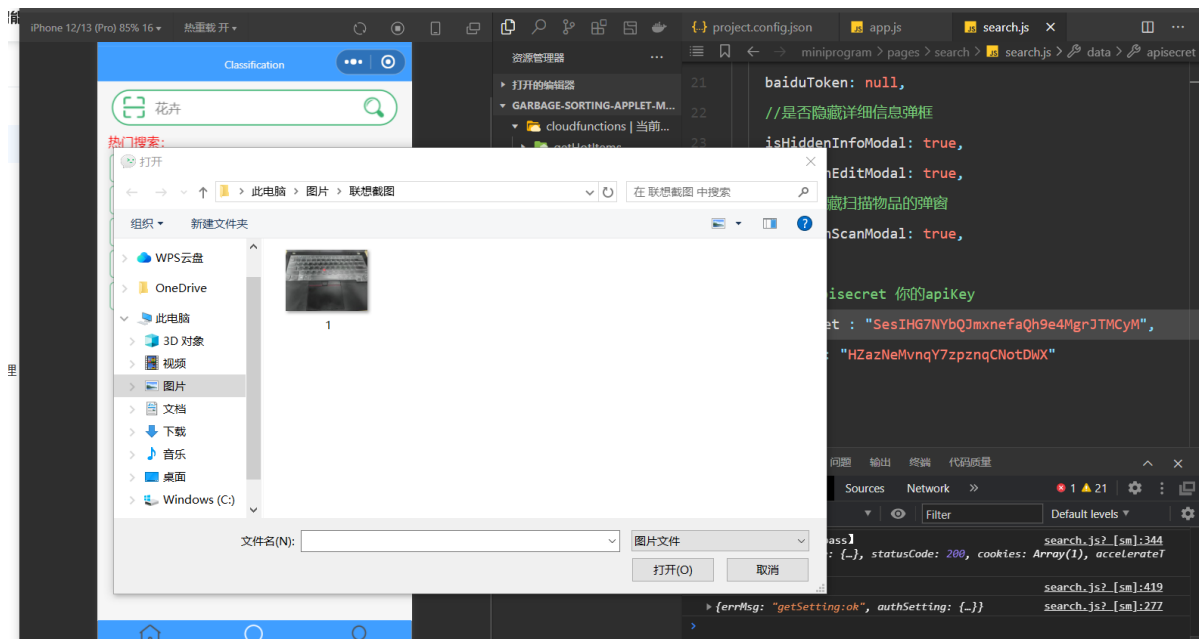 iPhone 12/13 (Pro) 85% 16
热重载 开
Classification
花卉
热门搜索:
资源管理器
打开的编辑器
GARBAGE-SORTING-APPLET-M...
cloudfunctions | 当前...
getHotItems
{..} project.config.json
JS app.js
JS search.js
miniprogram > pages > search > JS search.js > data > apisecret
21 baiduToken: null,
22 //是否隐藏详细信息弹框
23 isHiddenInfoModal: true,
EditModal: true,
藏扫描物品的弹窗
ScanModal: true,
isecret 你的apiKey
et : "SesIHG7NYbQJmxnefaQh9e4MgrJTMCyM",
: "HZazNeMvnqY7zpznqCNotDWX"
打开
此电脑 > 图片 > 联想截图
在 联想截图 中搜索
组织
新建文件夹
WPS云盘
OneDrive
此电脑
3D 对象
视频
图片
文档
下载
音乐
桌面
Windows (C:)
1
文件名(N):
图片文件
打开(O)
取消
理
问题 输出 终端 代码质量
Sources Network » 1 21
Filter
Default levels
ass】 search.js? [sm]:344
: {…}, statusCode: 200, cookies: Array(1), accelerateT
search.js? [sm]:419
{errMsg: "getSetting:ok", authSetting: {…}} search.js? [sm]:277